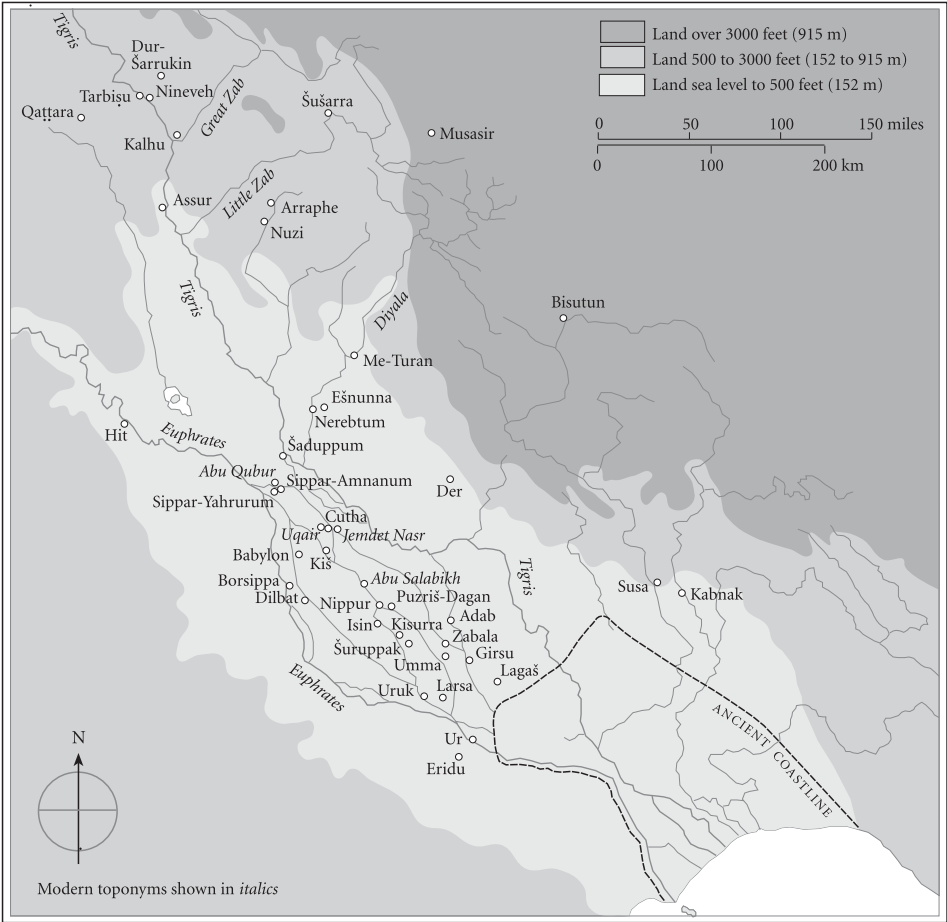 Tigris
Dur-
Šarrukin
Tarbiṣu
Nineveh
Qaṭṭara
Great Zab
Šušarra
Kalhu
Musasir
Land over 3000 feet (915 m)
Land 500 to 3000 feet (152 to 915 m)
Land sea level to 500 feet (152 m)
0 50 100 150 miles
0 100 200 km
Assur
Little Zab
Arraphe
Nuzi
Tigris
Diyala
Bisutun
Me-Turan
Ešnunna
Nerebtum
Hit
Euphrates
Šaduppum
Abu Qubur
Sippar-Amnanum
Sippar-Yahrurum
Der
Cutha
Uqair
Jemdet Nasr
Babylon
Kiš
Tigris
Abu Salabikh
Borsippa
Dilbat
Susa
Kabnak
Nippur
Puzriš-Dagan
Isin
Kisurra
Adab
Šuruppak
Zabala
Umma
Girsu
Lagaš
Euphrates
Uruk
Larsa
ANCIENT COASTLINE
Ur
Eridu
N
Modern toponyms shown in italics